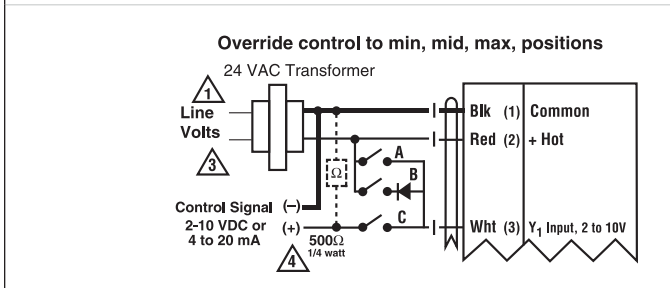 Override control to min, mid, max, positions
24 VAC Transformer
1
Line
Volts
3
Blk (1) Common
Red (2) + Hot
A
Ω
B
Control Signal (–)
2-10 VDC or (+)
4 to 20 mA
4
500Ω
1/4 watt
C
Wht (3) Y1 Input, 2 to 10V